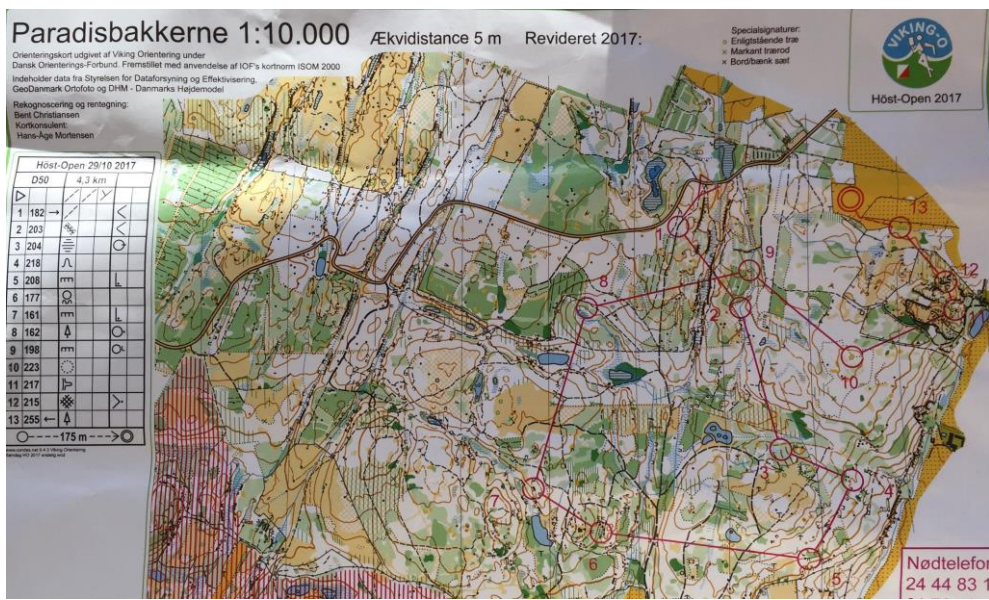 Paradisbakkerne 1:10.000 Ækvidistance 5 m Revideret 2017:
Orienteringskort udgivet af Viking Orientering under
Dansk Orienterings-Forbund. Fremstillet med anvendelse af IOF's kortnorm ISOM 2000
Indeholder data fra Styrelsen for Dataforsyning og Effektivisering,
GeoDanmark Ortofoto og DHM - Danmarks Højdemodel
Rekognoscering og rentegning:
Bent Christiansen
Kortkonsulent:
Hans-Åge Mortensen
Specialsignaturer:
Enligtstående træ
Markant trærod
Bord/bænk sæt
VIKING-O
Höst-Open 2017
Höst-Open 29/10 2017
D50 4,3 km
1 182
2 203
3 204
4 218
5 208
6 177
7 161
8 162
9 198
10 223
11 217
12 215
13 255
175 m
1
2
3
4
5
6
7
8
9
10
12
13
Nødtelefon
24 44 83 1